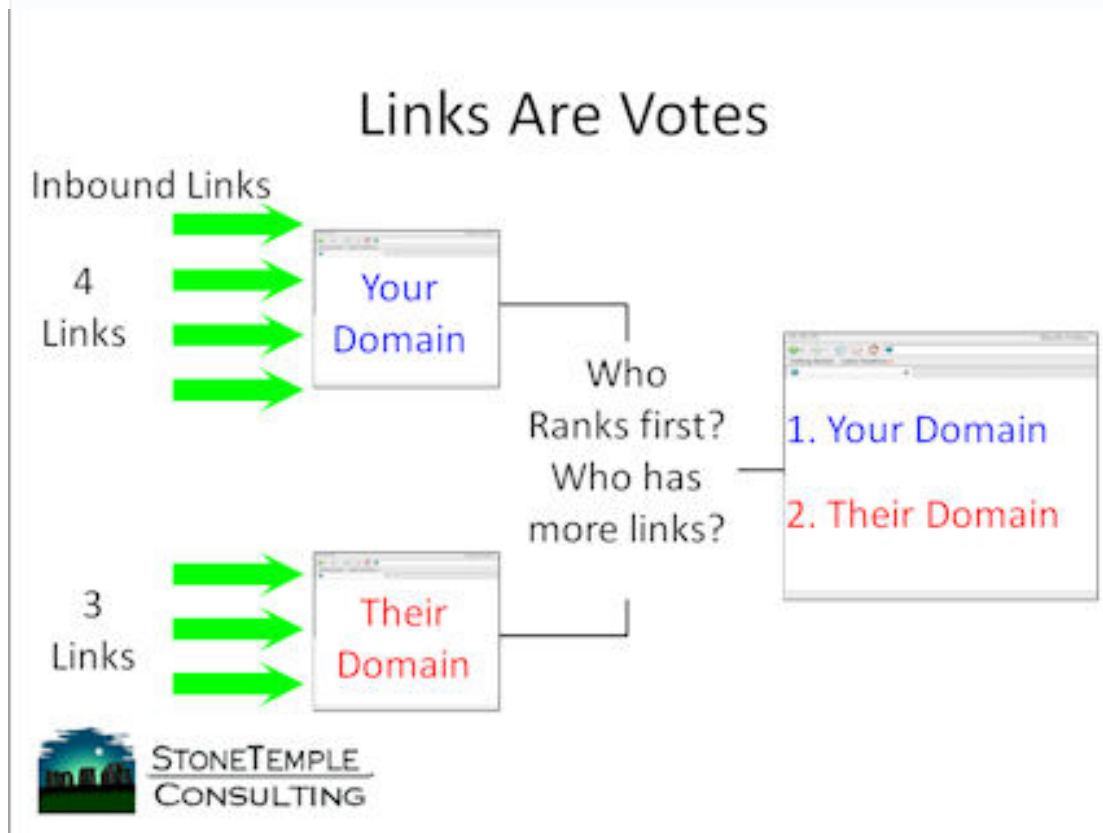 Links Are Votes
Inbound Links
4
Links
Your
Domain
Who
Ranks first?
Who has
more links?
1. Your Domain
2. Their Domain
3
Links
Their
Domain
STONETEMPLE
CONSULTING